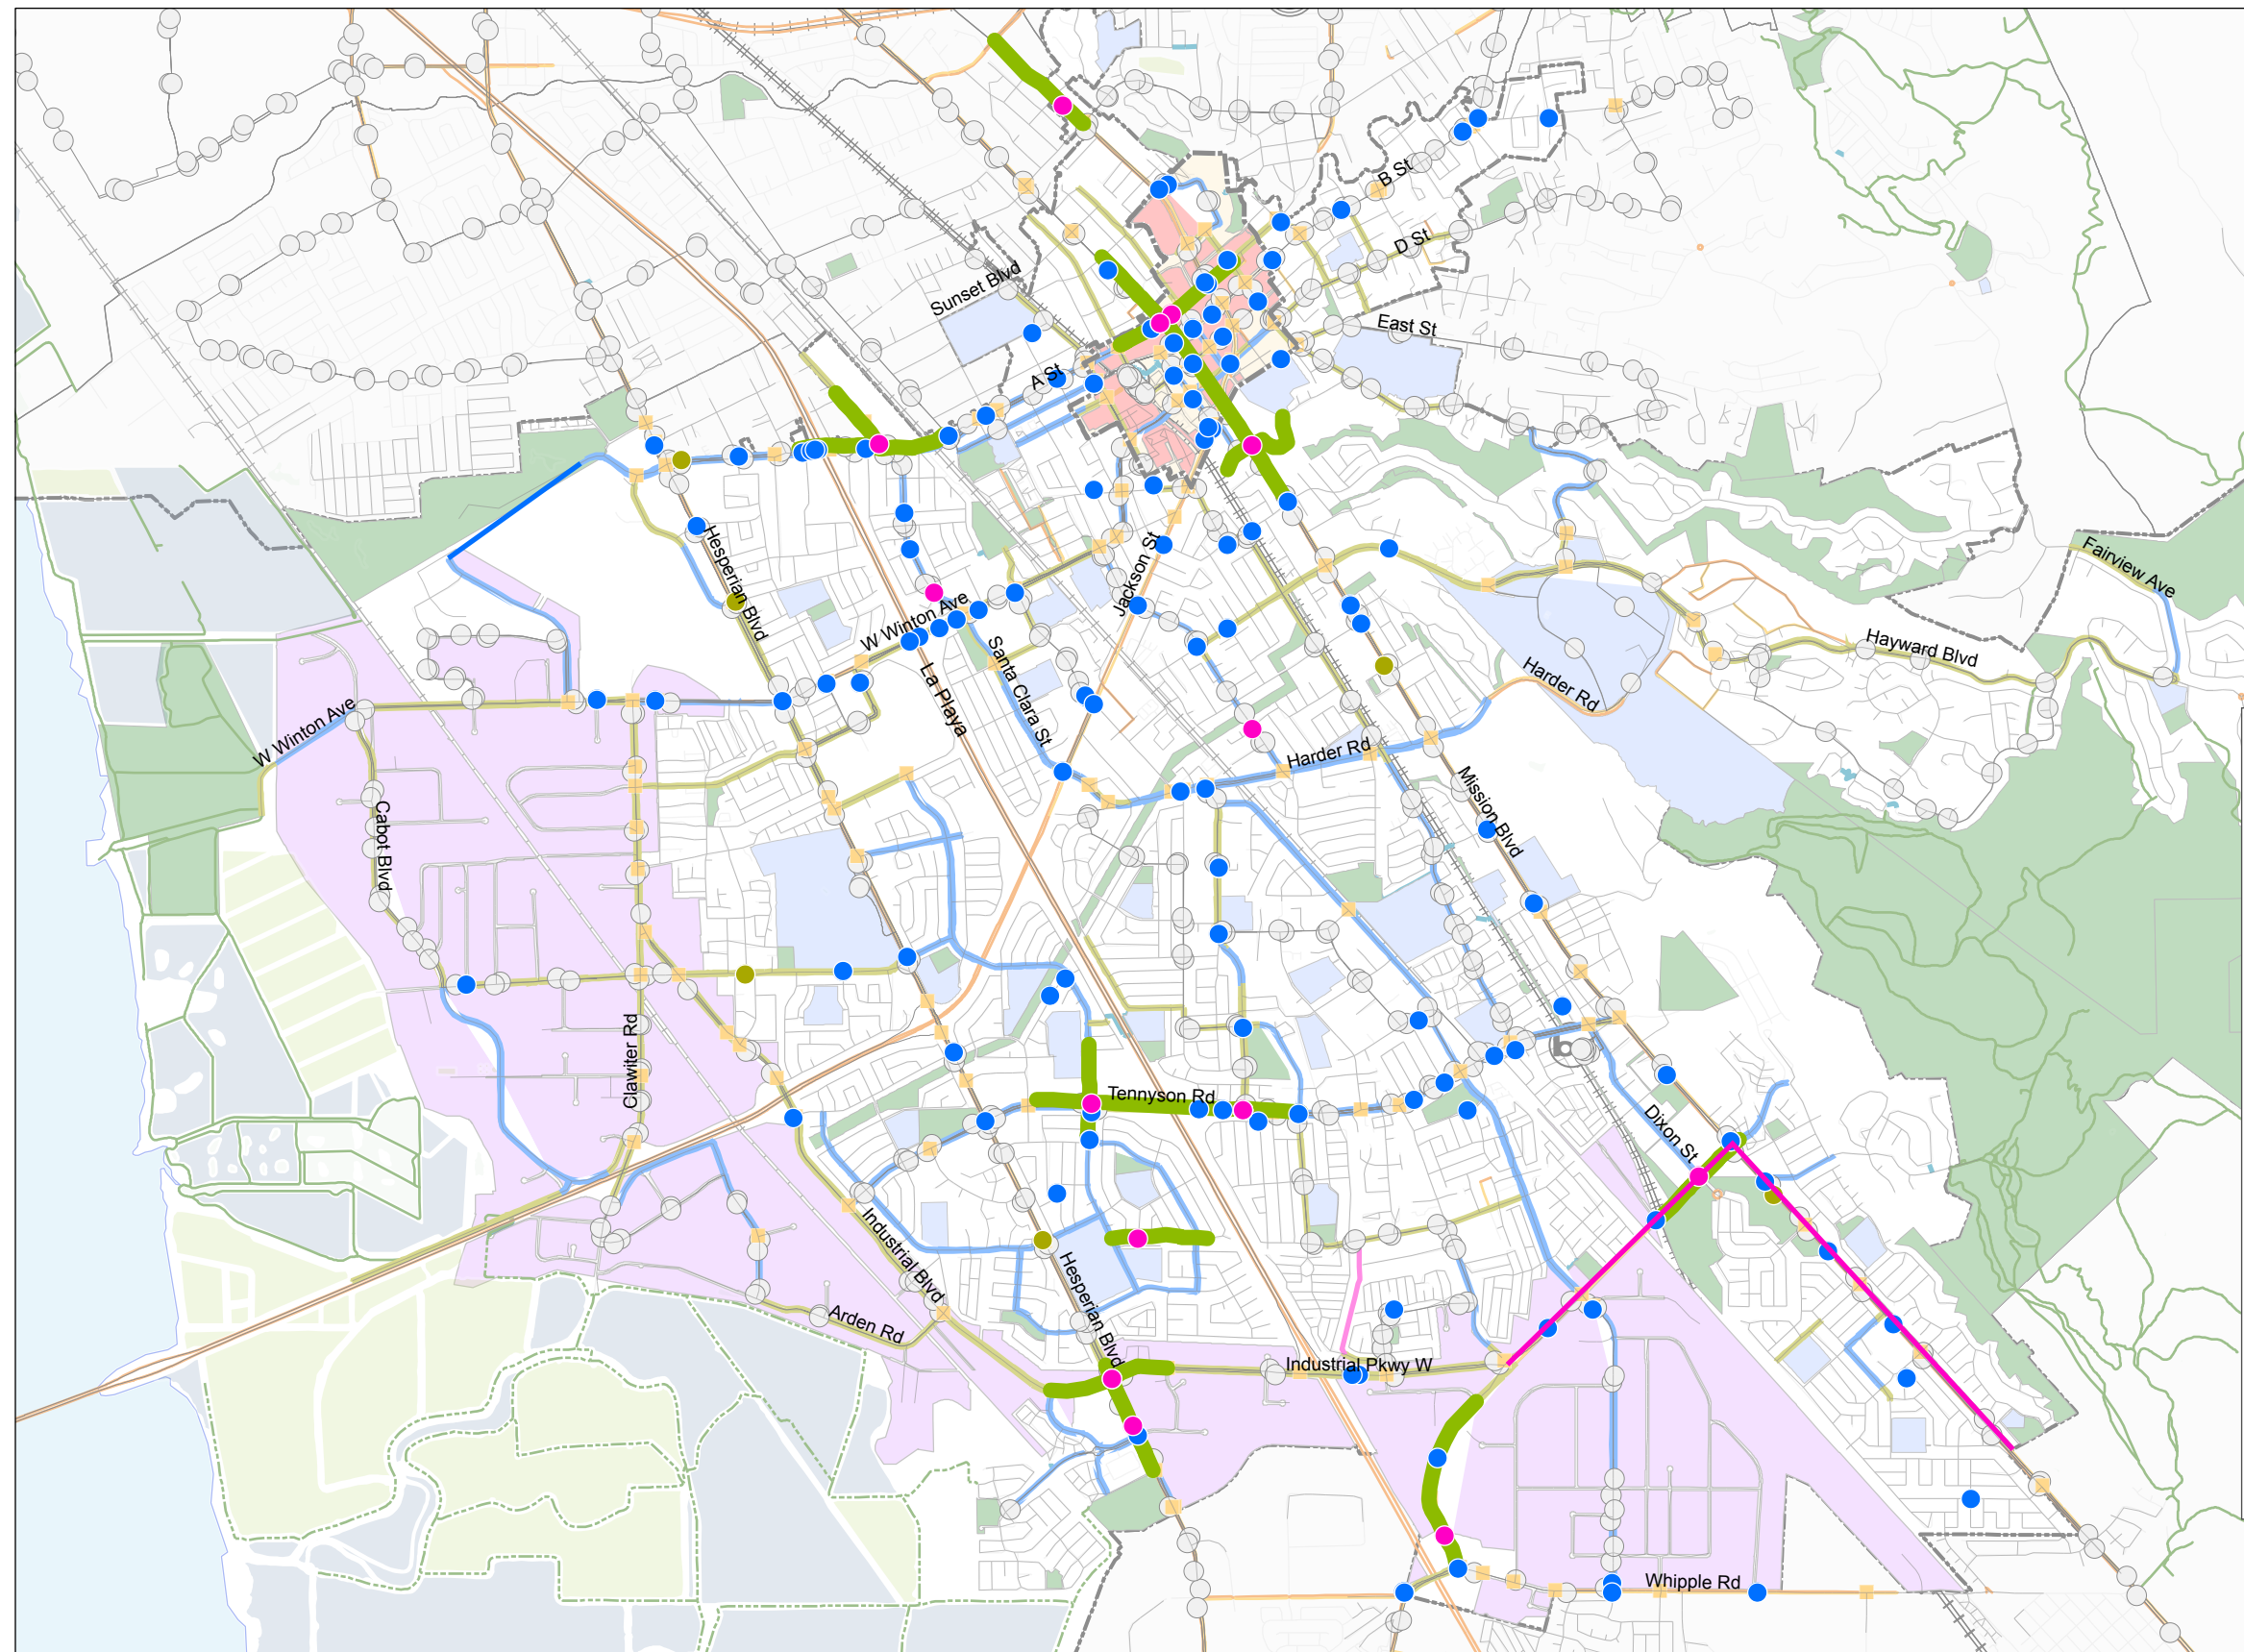 B St
D St
Sunset Blvd
East St
A St
Hesperian Blvd
Jackson St
Fairview Ave
W Winton Ave
Hayward Blvd
Santa Clara St
La Playa
Harder Rd
W Winton Ave
Harder Rd
Mission Blvd
Cabot Blvd
Clawiter Rd
b
Tennyson Rd
Dixon St
Industrial Blvd
Hesperian Blvd
Arden Rd
Industrial Pkwy W
Whipple Rd